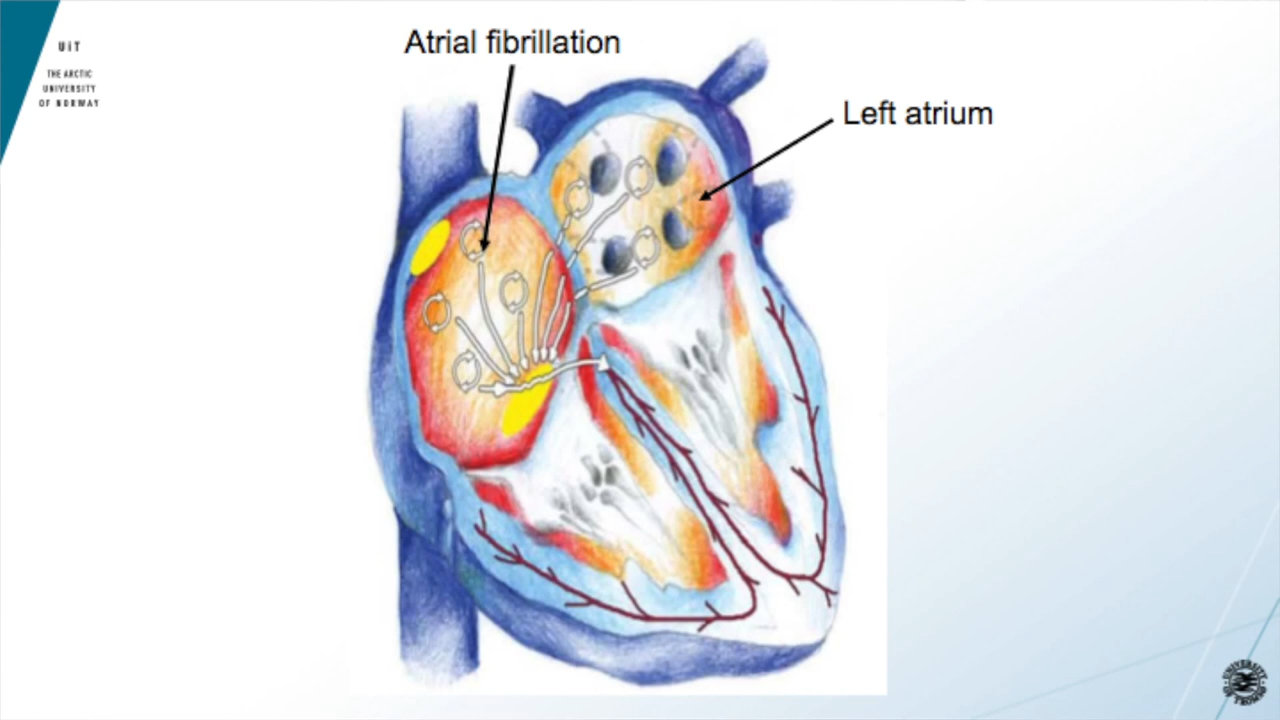 UiT
THE ARCTIC
UNIVERSITY
OF NORWAY
Atrial fibrillation
Left atrium